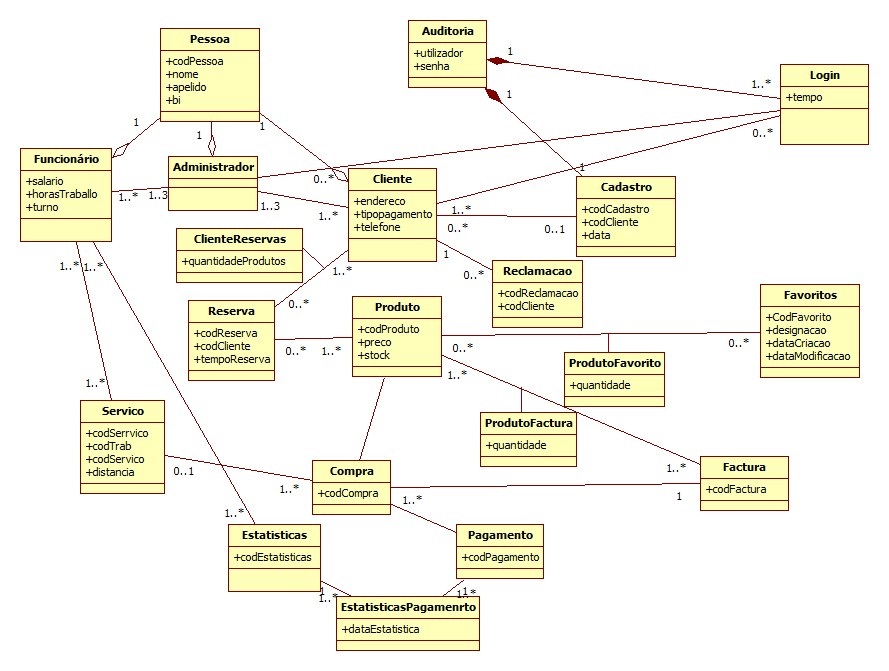 Pessoa
+codPessoa
+nome
+apelido
+bi
Auditoria
+utilizador
+senha
1
1
1..*
Login
+tempo
0..*
1
1
1
Funcionário
+salario
+horasTraballo
+turno
Administrador
1..*
1..3
1..3
0..*
1..*
Cliente
+endereco
+tipopagamento
+telefone
1..*
0..*
0..1
1
Cadastro
+codCadastro
+codCliente
+data
ClienteReservas
+quantidadeProdutos
1..*
0..*
1
0..*
Reclamacao
+codReclamacao
+codCliente
1..*
1..*
Reserva
+codReserva
+codCliente
+tempoReserva
0..*
1..*
Produto
+codProduto
+preco
+stock
0..*
1..*
0..*
Favoritos
+CodFavorito
+designacao
+dataCriacao
+dataModificacao
ProdutoFavorito
+quantidade
ProdutoFactura
+quantidade
1..*
Servico
+codSerrvico
+codTrab
+codServico
+distancia
0..1
1..*
Compra
+codCompra
1..*
1..*
1
Factura
+codFactura
1..*
Estatisticas
+codEstatisticas
Pagamento
+codPagamento
1
1..*
1
1..*
EstatisticasPagamenrto
+dataEstatistica